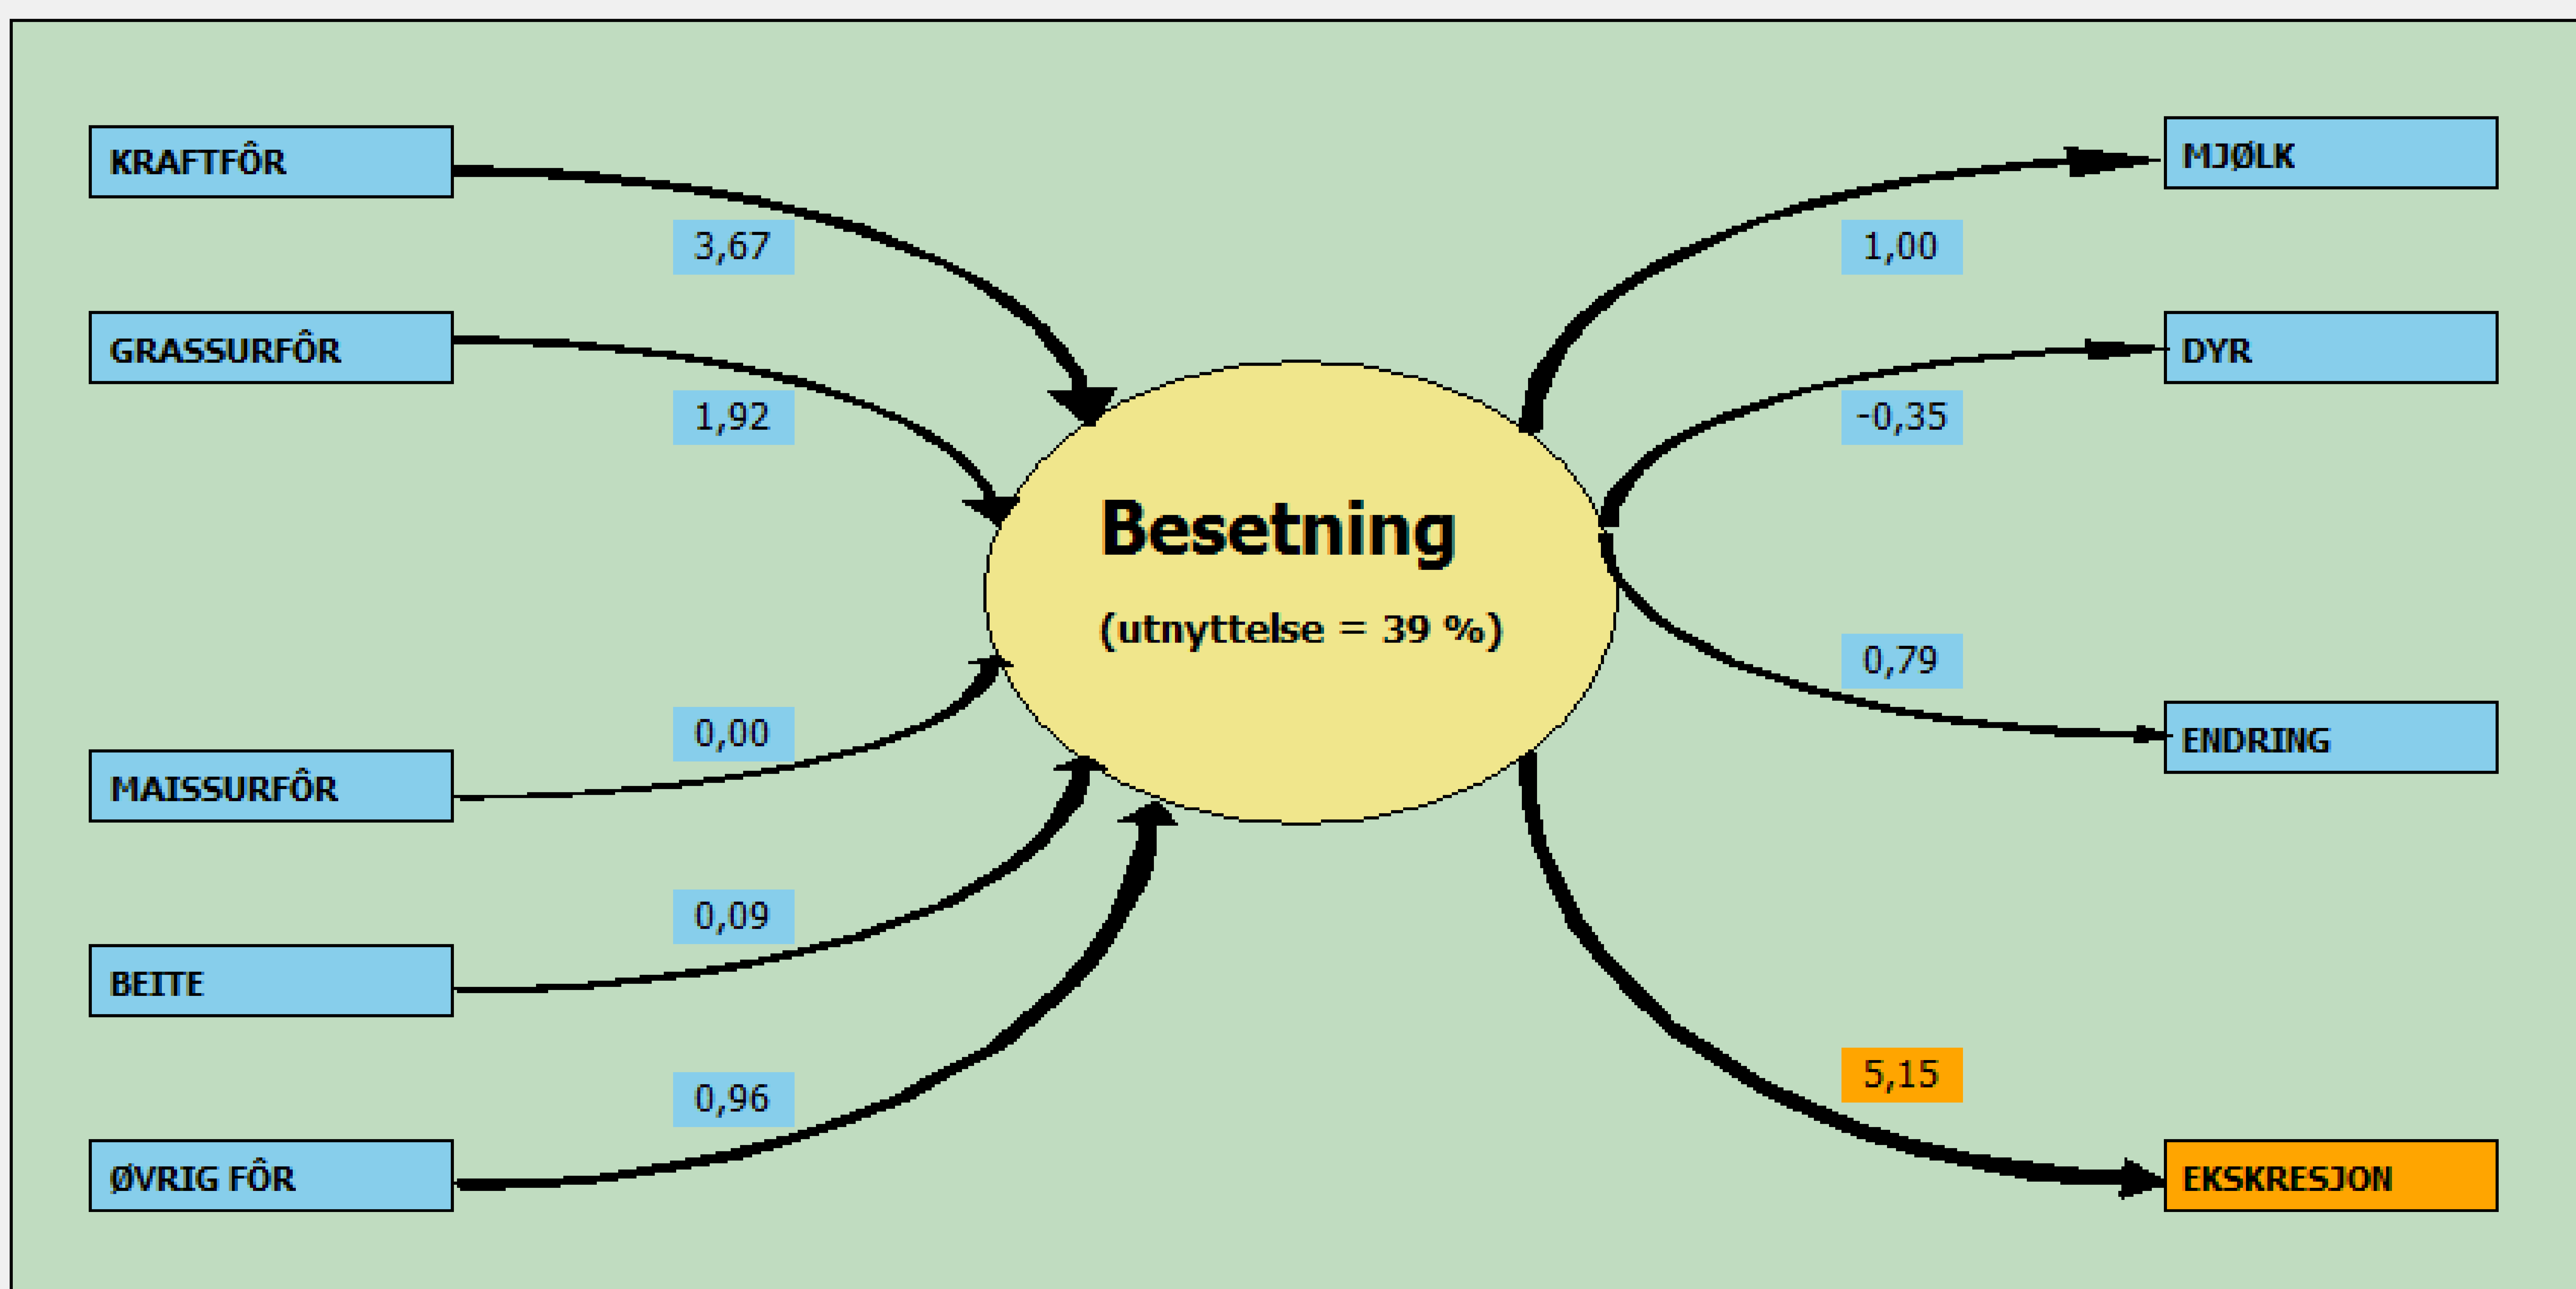 KRAFTFÔR
3,67
GRASSURFÔR
1,92
MAISSURFÔR
0,00
BEITE
0,09
ØVRIG FÔR
0,96
Besetning
(utnyttelse = 39 %)
MJØLK
1,00
DYR
-0,35
ENDRING
0,79
EKSKRESJON
5,15